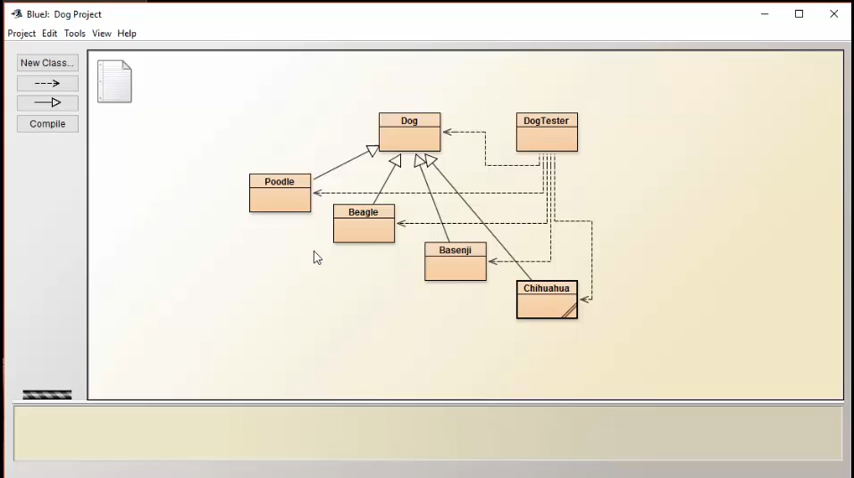 BlueJ: Dog Project
Project Edit Tools View Help
New Class...
Compile
Dog
DogTester
Poodle
Beagle
Basenji
Chihuahua